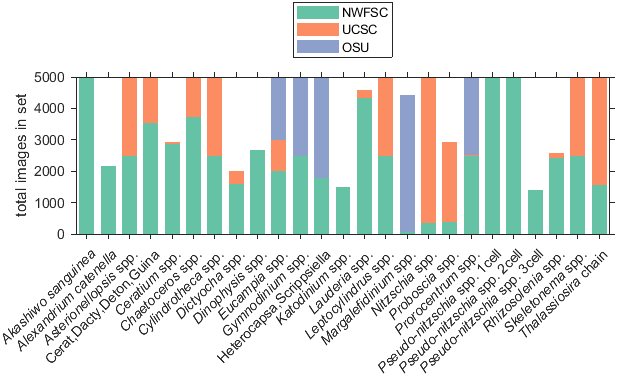 NWFSC
UCSC
OSU
total images in set
5000
4000
3000
2000
1000
0
Akashiwo sanguinea
Alexandrium catenella
Asterionellopsis spp.
Cerat,Dacty,Deton,Guina
Ceratium spp.
Chaetoceros spp.
Cylindrotheca spp.
Dictyocha spp.
Dinophysis spp.
Eucampia spp.
Gymnodinium spp.
Heterocapsa,Scrippsiella
Katodinium spp.
Lauderia spp.
Leptocylindrus spp.
Margalefidinium spp.
Nitzschia spp.
Proboscia spp.
Prorocentrum spp.
Pseudo-nitzschia spp. 1cell
Pseudo-nitzschia spp. 2cell
Pseudo-nitzschia spp. 3cell
Rhizosolenia spp.
Skeletonema spp.
Thalassiosira chain